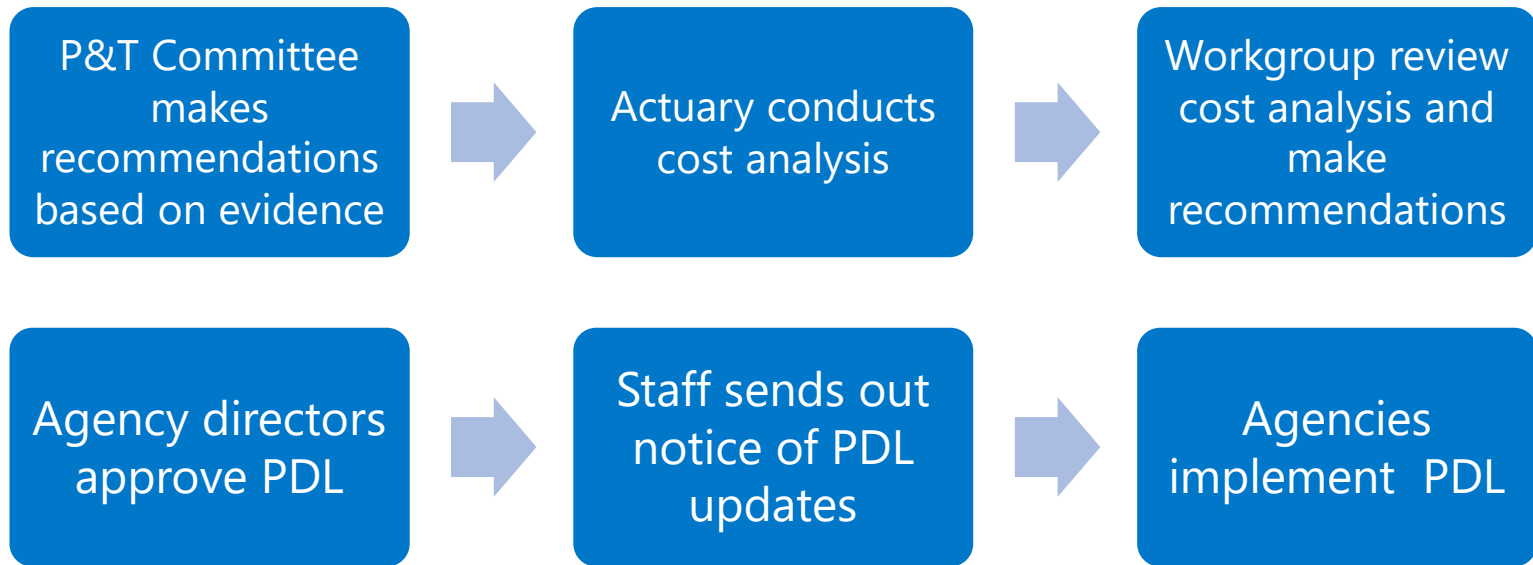 P&T Committee
makes
recommendations
based on evidence
Actuary conducts
cost analysis
Workgroup review
cost analysis and
make
recommendations
Agency directors
approve PDL
Staff sends out
notice of PDL
updates
Agencies
implement  PDL